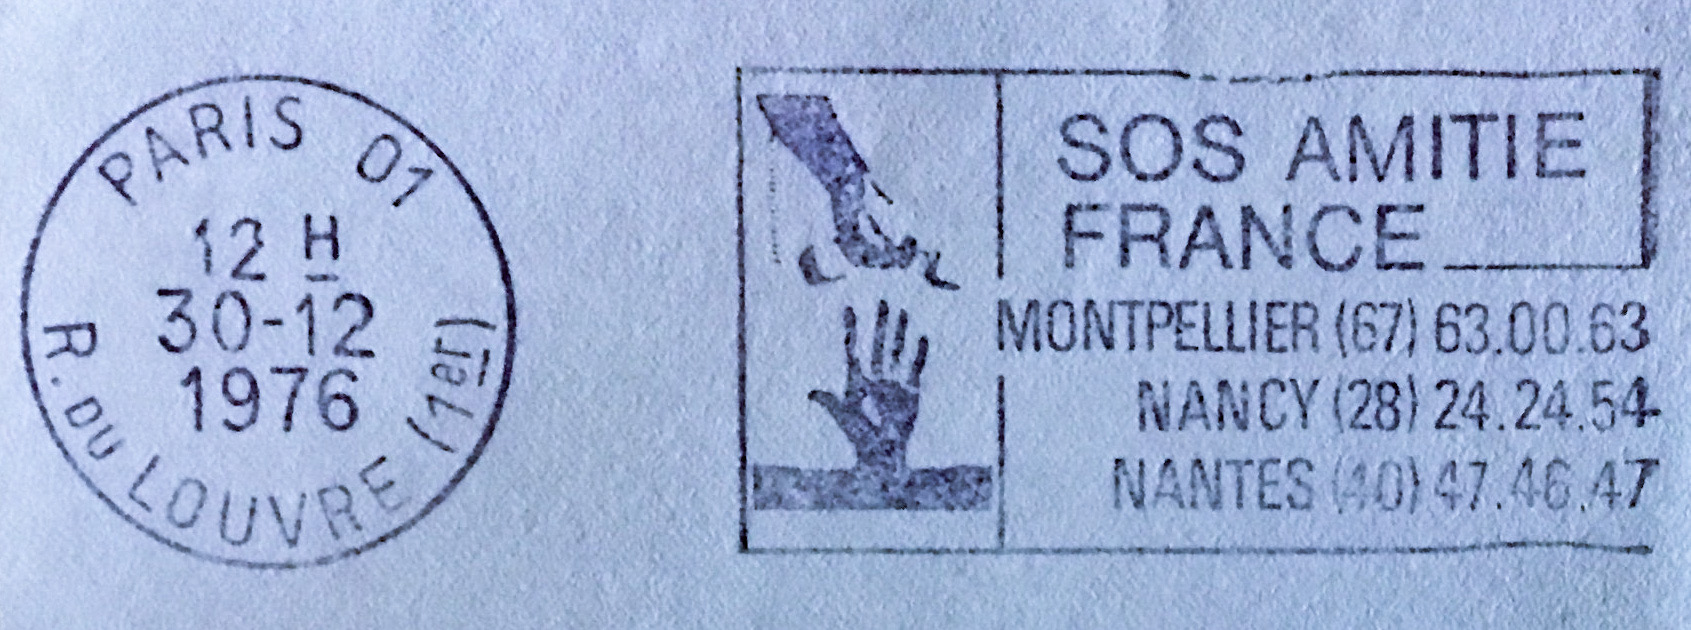 PARIS 01
12 H
30-12
1976
R. DU LOUVRE (1er)
SOS AMITIE
FRANCE
MONTPELLIER (67) 63.00.63
NANCY (28) 24.24.54
NANTES (40) 47.46.47